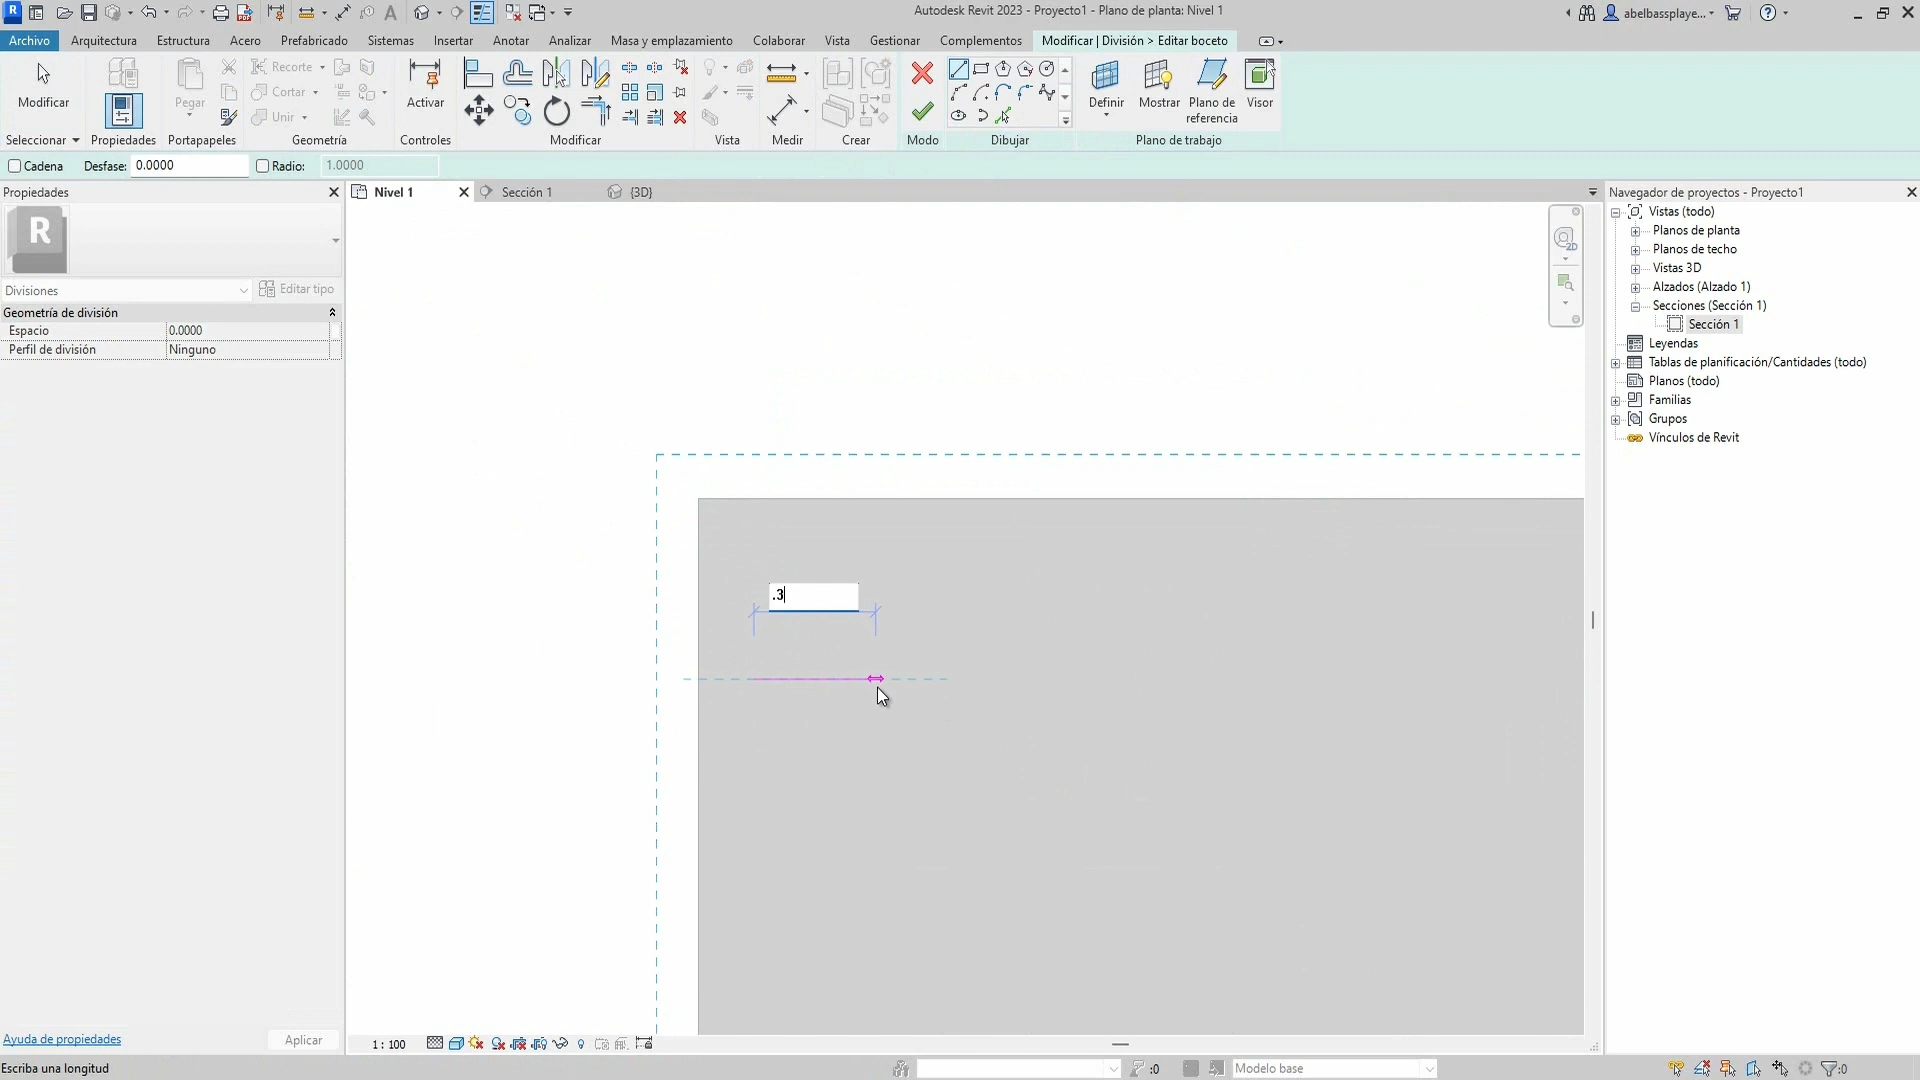 Autodesk Revit 2023 - Proyecto1 - Plano de planta: Nivel 1
abelbassplaye...
Archivo Arquitectura Estructura Acero Prefabricado Sistemas Insertar Anotar Analizar Masa y emplazamiento Colaborar Vista Gestionar Complementos Modificar | División > Editar boceto
Modificar
Pegar
Recorte
Cortar
Unir
Activar
Definir
Mostrar
Plano de referencia
Visor
Seleccionar Propiedades Portapapeles Geometría Controles Modificar Vista Medir Crear Modo Dibujar Plano de trabajo
Cadena Desfase: 0.0000 Radio: 1.0000
Propiedades
R
Divisiones Editar tipo
Geometría de división
Espacio 0.0000
Perfil de división Ninguno
Ayuda de propiedades Aplicar
Nivel 1 Sección 1 {3D}
2D
.3
1 : 100
Navegador de proyectos - Proyecto1
Vistas (todo)
Planos de planta
Planos de techo
Vistas 3D
Alzados (Alzado 1)
Secciones (Sección 1)
Sección 1
Leyendas
Tablas de planificación/Cantidades (todo)
Planos (todo)
Familias
Grupos
Vínculos de Revit
Escriba una longitud
:0
Modelo base
:0